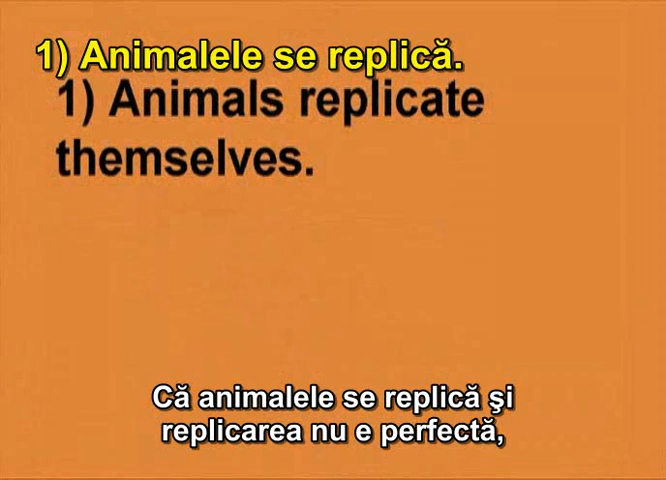 1) Animalele se replică.
1) Animals replicate
themselves.
Că animalele se replică şi
replicarea nu e perfectă,